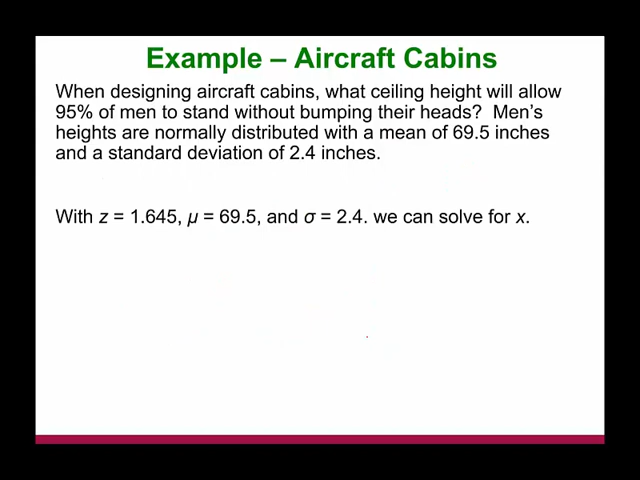 Example – Aircraft Cabins
When designing aircraft cabins, what ceiling height will allow
95% of men to stand without bumping their heads?  Men’s
heights are normally distributed with a mean of 69.5 inches
and a standard deviation of 2.4 inches.
With z = 1.645, μ = 69.5, and σ = 2.4. we can solve for x.